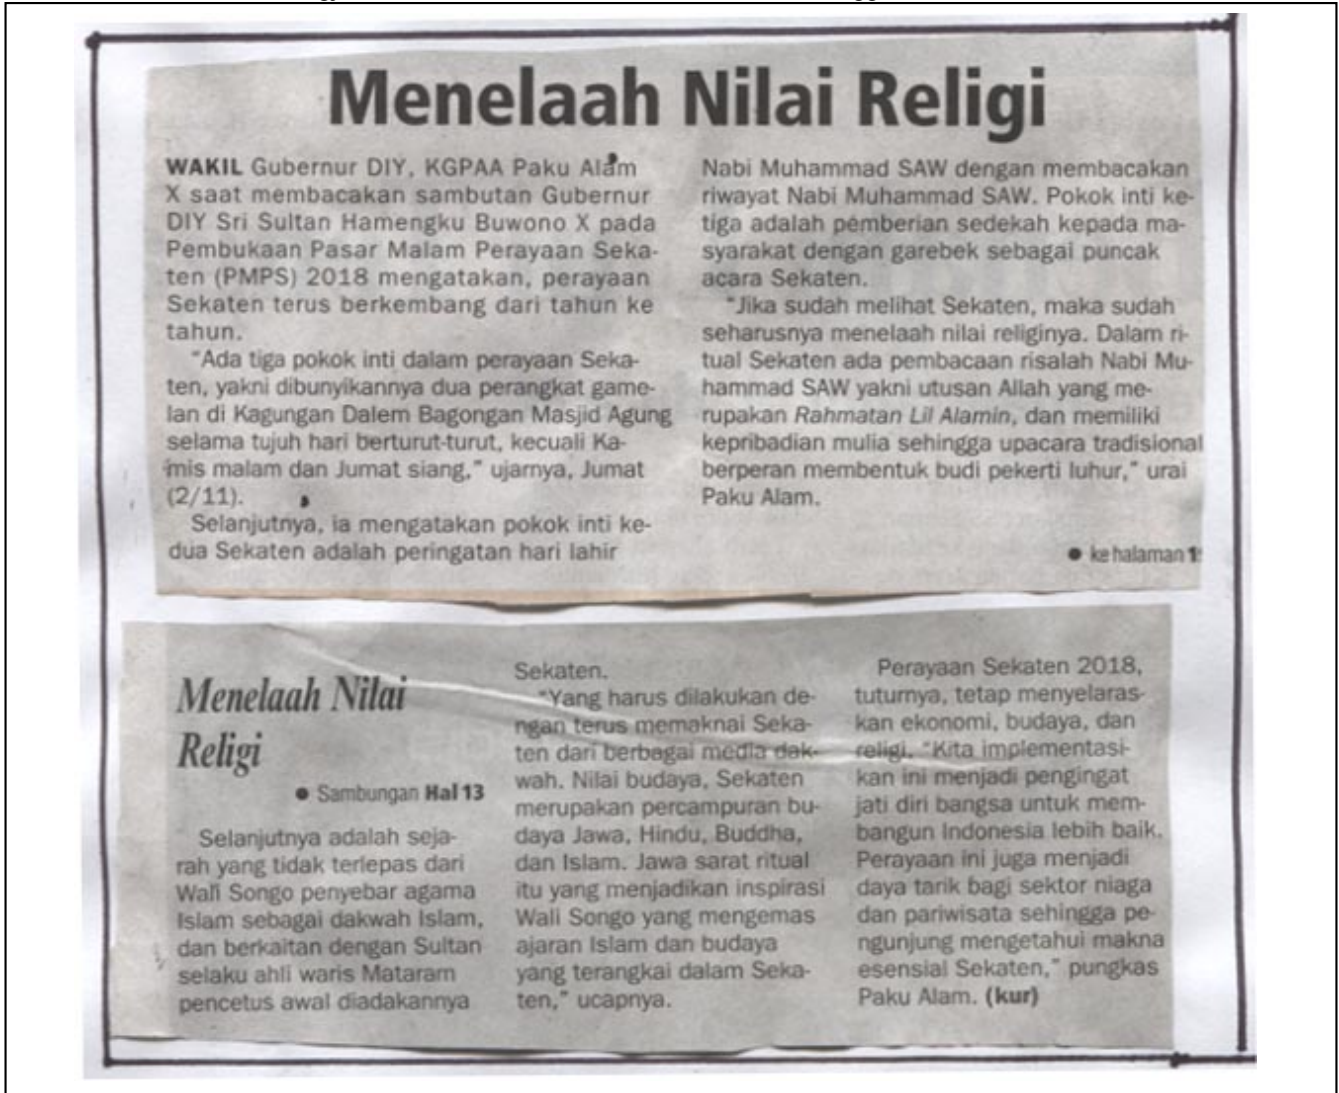 Menelaah Nilai Religi
WAKIL Gubernur DIY, KGPAA Paku Alam
X saat membacakan sambutan Gubernur
DIY Sri Sultan Hamengku Buwono X pada
Pembukaan Pasar Malam Perayaan Seka-
ten (PMPS) 2018 mengatakan, perayaan
Sekaten terus berkembang dari tahun ke
tahun.
"Ada tiga pokok inti dalam perayaan Seka-
ten, yakni dibunyikannya dua perangkat game-
lan di Kagungan Dalem Bagongan Masjid Agung
selama tujuh hari berturut-turut, kecuali Ka-
mis malam dan Jumat siang," ujarnya, Jumat
(2/11).
Selanjutnya, ia mengatakan pokok inti ke-
dua Sekaten adalah peringatan hari lahir
Nabi Muhammad SAW dengan membacakan
riwayat Nabi Muhammad SAW. Pokok inti ke-
tiga adalah pemberian sedekah kepada ma-
syarakat dengan garebek sebagai puncak
acara Sekaten.
"Jika sudah melihat Sekaten, maka sudah
seharusnya menelaah nilai religinya. Dalam ri-
tual Sekaten ada pembacaan risalah Nabi Mu-
hammad SAW yakni utusan Allah yang me-
rupakan Rahmatan Lil Alamin, dan memiliki
kepribadian mulia sehingga upacara tradisional
berperan membentuk budi pekerti luhur," urai
Paku Alam.
● ke halaman
Menelaah Nilai
Religi
● Sambungan Hal 13
Selanjutnya adalah seja-
rah yang tidak terlepas dari
Wali Songo penyebar agama
Islam sebagai dakwah Islam,
dan berkaitan dengan Sultan
selaku ahli waris Mataram
pencetus awal diadakannya
Sekaten.
"Yang harus dilakukan de-
ngan terus memaknai Seka-
ten dari berbagai media dak-
wah. Nilai budaya, Sekaten
merupakan percampuran bu-
daya Jawa, Hindu, Buddha,
dan Islam. Jawa sarat ritual
itu yang menjadikan inspirasi
Wali Songo yang mengemas
ajaran Islam dan budaya
yang terangkai dalam Seka-
ten," ucapnya.
Perayaan Sekaten 2018,
tuturnya, tetap menyelaras-
kan ekonomi, budaya, dan
religi. "Kita implementasi-
kan ini menjadi pengingat
jati diri bangsa untuk mem-
bangun Indonesia lebih baik.
Perayaan ini juga menjadi
daya tarik bagi sektor niaga
dan pariwisata sehingga pe-
ngunjung mengetahui makna
esensial Sekaten," pungkas
Paku Alam. (kur)